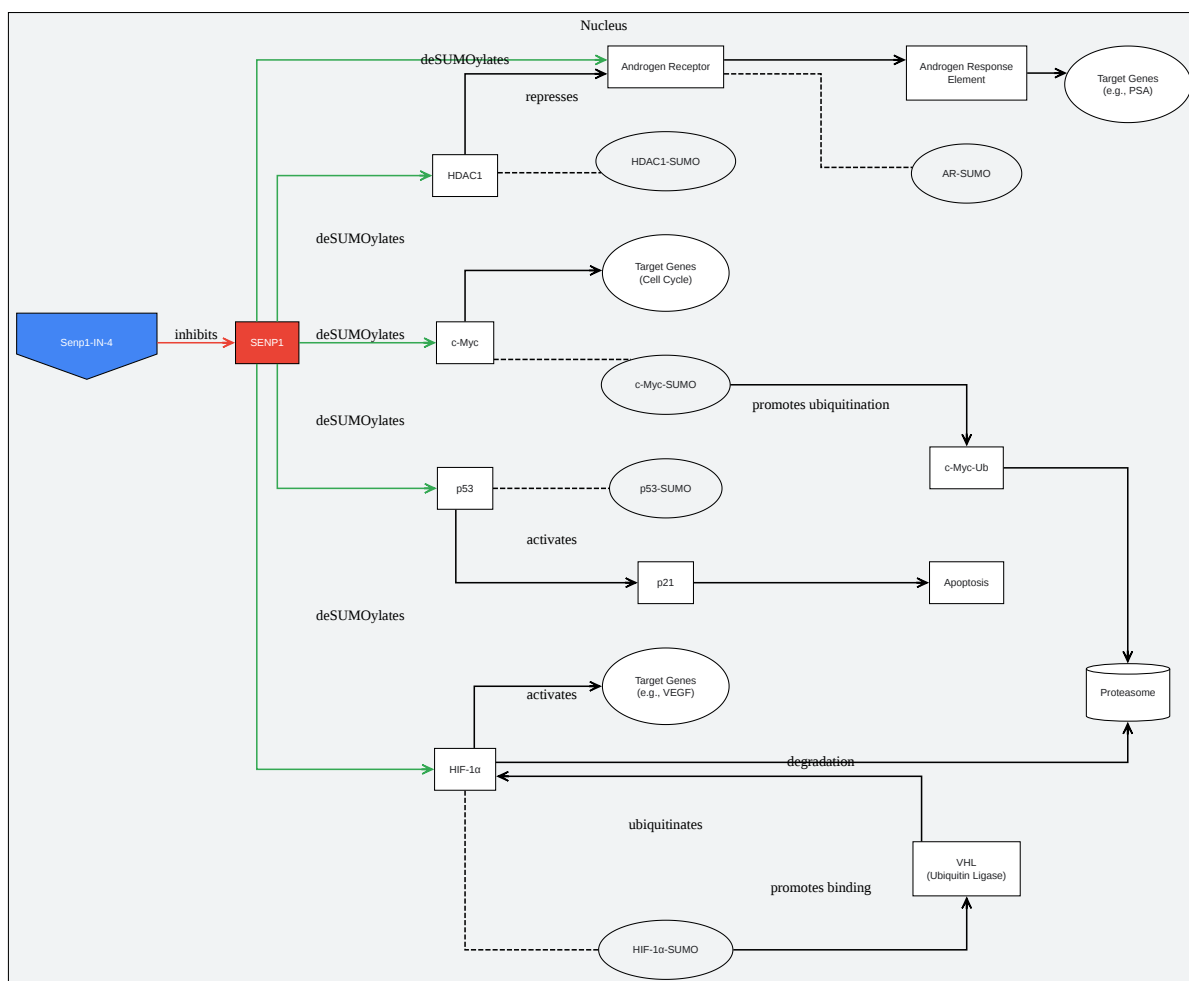 Nucleus
deSUMOylates
Androgen Receptor
Androgen Response
Element
Target Genes
(e.g., PSA)
represses
HDAC1
HDAC1-SUMO
AR-SUMO
deSUMOylates
Target Genes
(Cell Cycle)
Senp1-IN-4
inhibits
SENP1
deSUMOylates
c-Myc
c-Myc-SUMO
promotes ubiquitination
deSUMOylates
c-Myc-Ub
p53
p53-SUMO
activates
p21
Apoptosis
deSUMOylates
Target Genes
(e.g., VEGF)
activates
Proteasome
HIF-1α
degradation
ubiquitinates
VHL
(Ubiquitin Ligase)
promotes binding
HIF-1α-SUMO